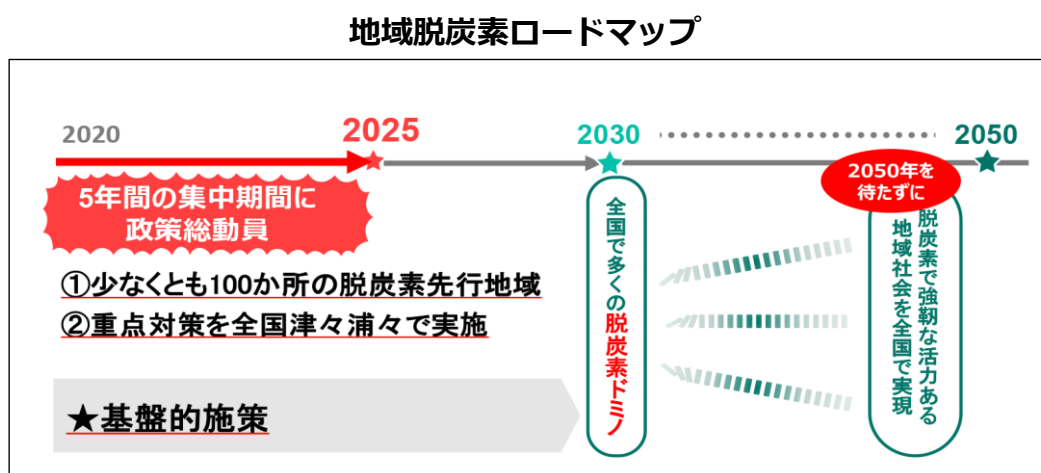 地域脱炭素ロードマップ
2020
2025
2030
2050
5年間の集中期間に
政策総動員
①少なくとも100か所の脱炭素先行地域
②重点対策を全国津々浦々で実施
★基盤的施策
全国で多くの脱炭素ドミノ
2050年を
待たずに
脱炭素で強靭な活力ある
地域社会を全国で実現